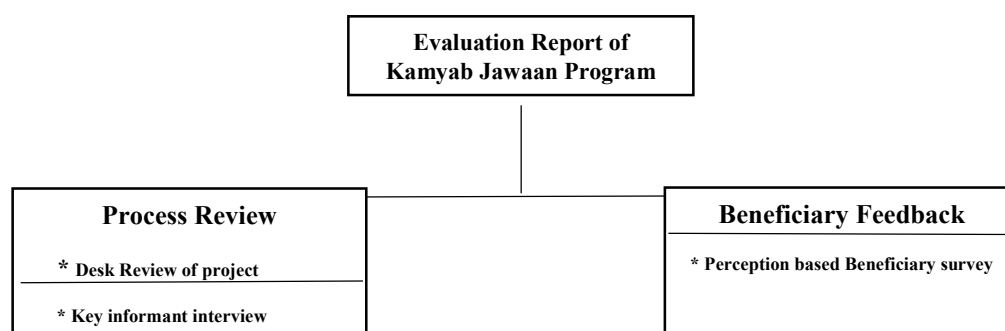 Evaluation Report of
Kamyab Jawaan Program
Process Review
* Desk Review of project
* Key informant interview
Beneficiary Feedback
* Perception based Beneficiary survey